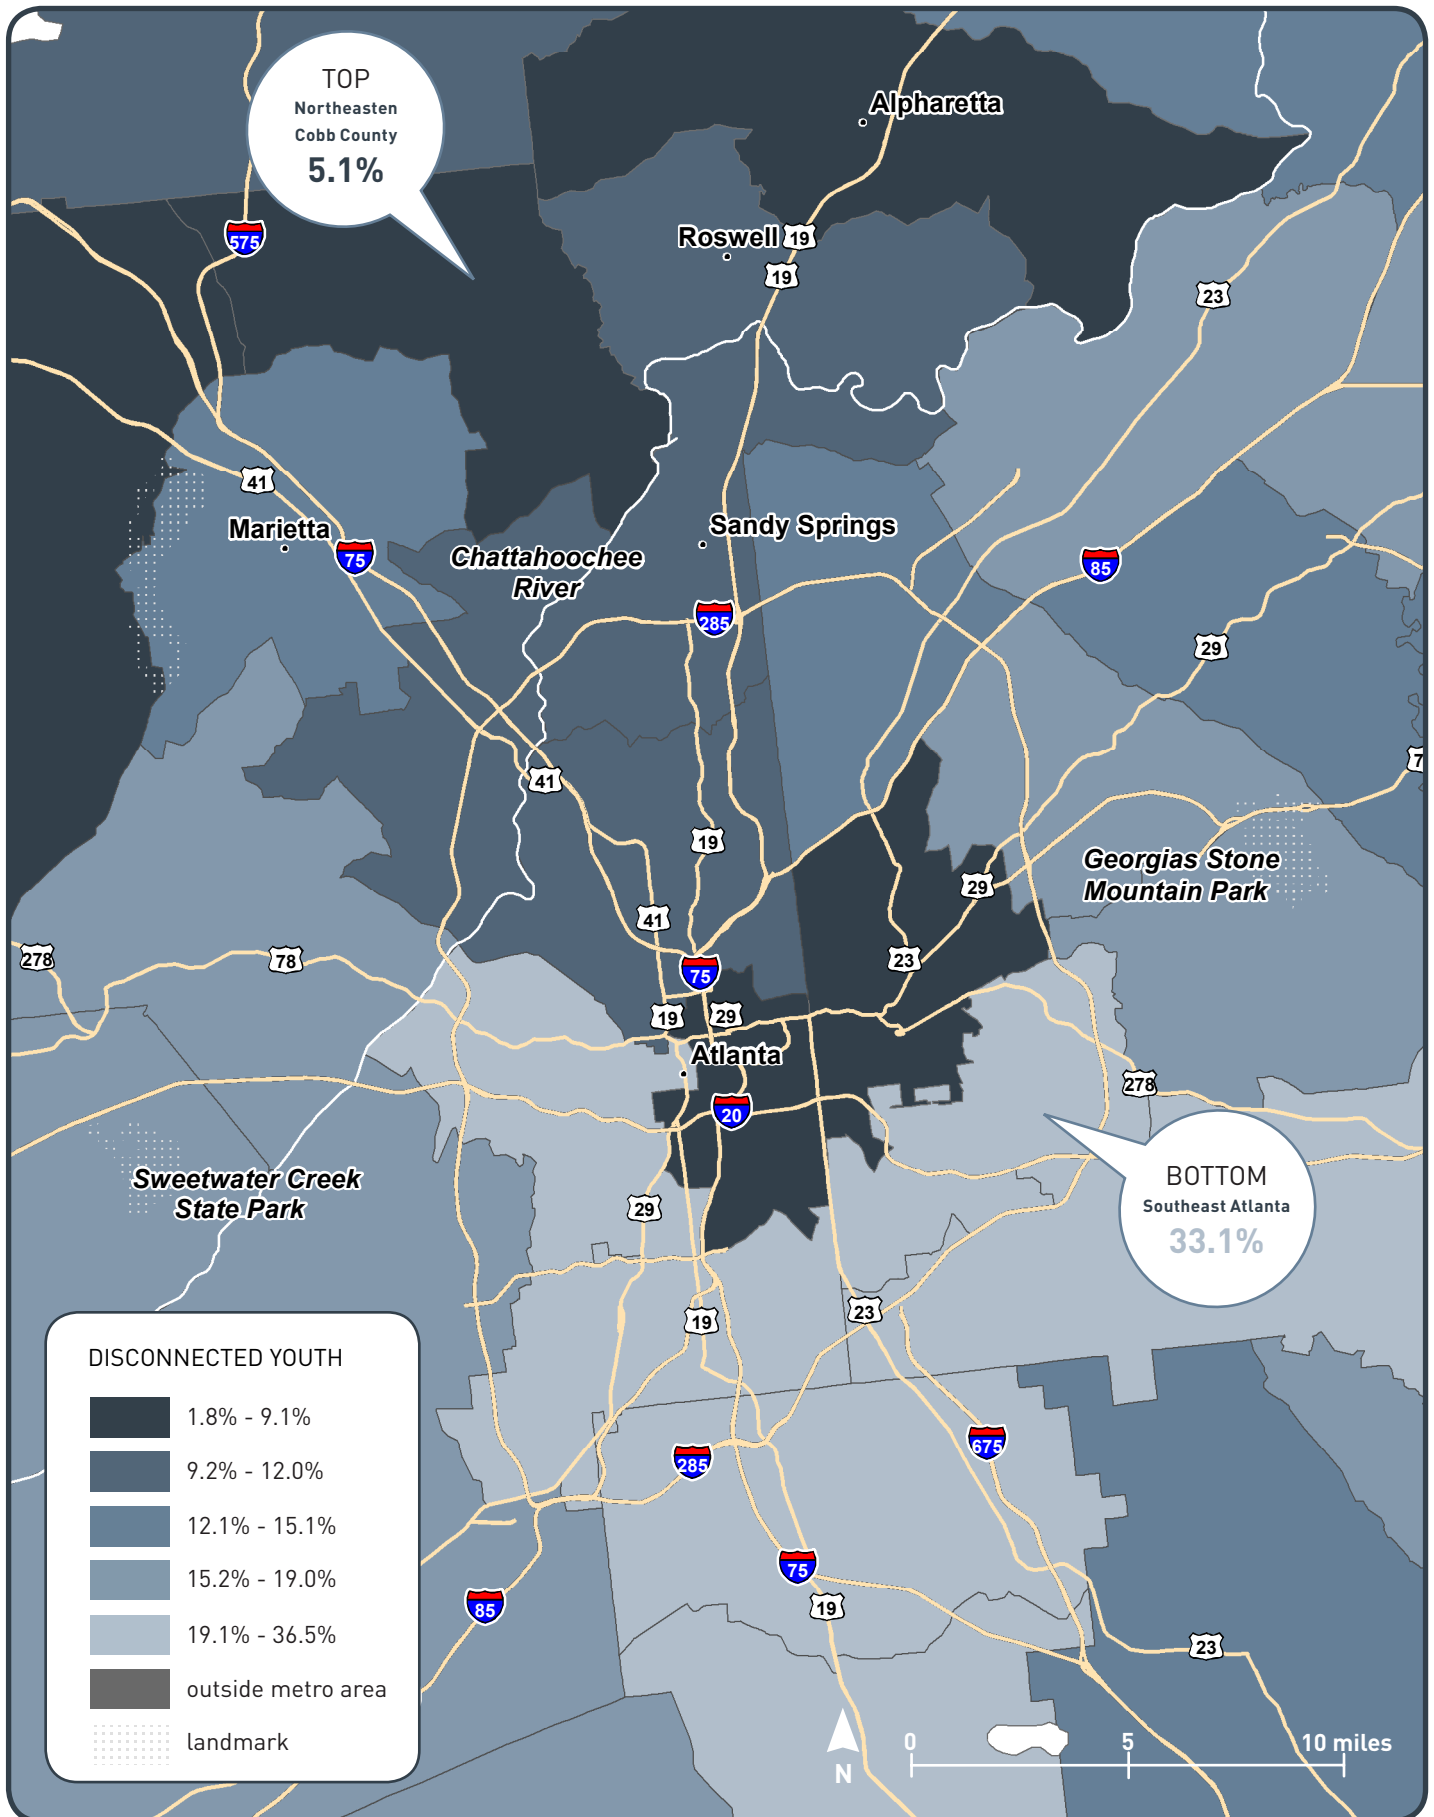 TOP
Northeasten
Cobb County
5.1%
Alpharetta
575
Roswell
19
19
23
41
Marietta
75
Sandy Springs
Chattahoochee
River
85
285
29
7
41
19
Georgias Stone
Mountain Park
29
41
278
78
23
75
19
29
Atlanta
278
20
BOTTOM
Southeast Atlanta
33.1%
Sweetwater Creek
State Park
29
19
23
DISCONNECTED YOUTH
1.8% - 9.1%
9.2% - 12.0%
12.1% - 15.1%
15.2% - 19.0%
19.1% - 36.5%
outside metro area
landmark
675
285
75
85
19
23
0 5 10 miles
N